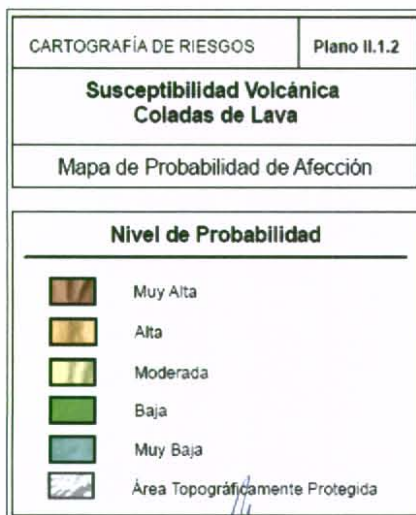 CARTOGRAFÍA DE RIESGOS
Plano II.1.2
Susceptibilidad Volcánica
Coladas de Lava
Mapa de Probabilidad de Afección
Nivel de Probabilidad
Muy Alta
Alta
Moderada
Baja
Muy Baja
Área Topográficamente Protegida